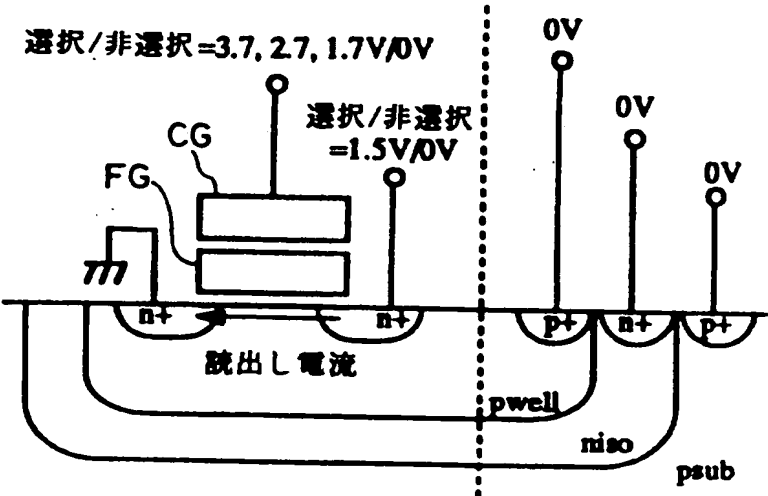 選択/非選択=3.7, 2.7, 1.7V/0V
選択/非選択
=1.5V/0V
0V
0V
0V
CG
FG
n+
n+
p+
n+
p+
読出し電流
pwell
niso
psub